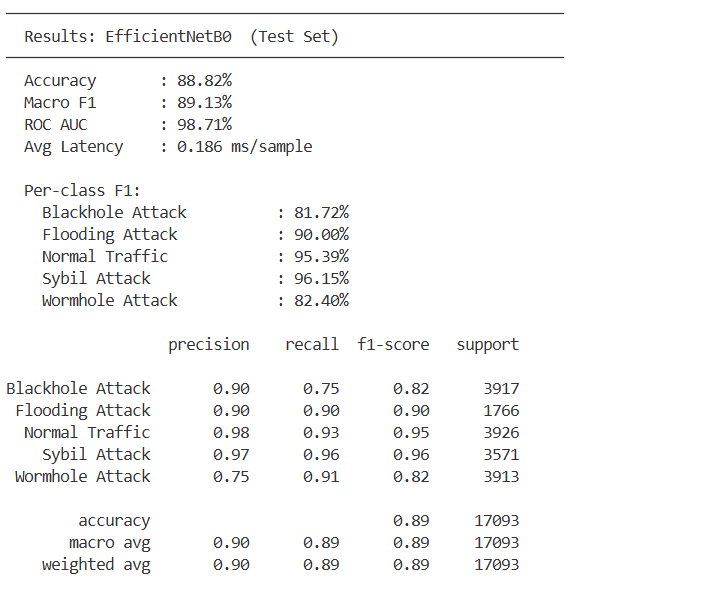 Results: EfficientNetB0 (Test Set)
Accuracy : 88.82%
Macro F1 : 89.13%
ROC AUC : 98.71%
Avg Latency : 0.186 ms/sample
Per-class F1:
Blackhole Attack : 81.72%
Flooding Attack : 90.00%
Normal Traffic : 95.39%
Sybil Attack : 96.15%
Wormhole Attack : 82.40%
precision recall f1-score support
Blackhole Attack 0.90 0.75 0.82 3917
Flooding Attack 0.90 0.90 0.90 1766
Normal Traffic 0.98 0.93 0.95 3926
Sybil Attack 0.97 0.96 0.96 3571
Wormhole Attack 0.75 0.91 0.82 3913
accuracy 0.89 17093
macro avg 0.90 0.89 0.89 17093
weighted avg 0.90 0.89 0.89 17093